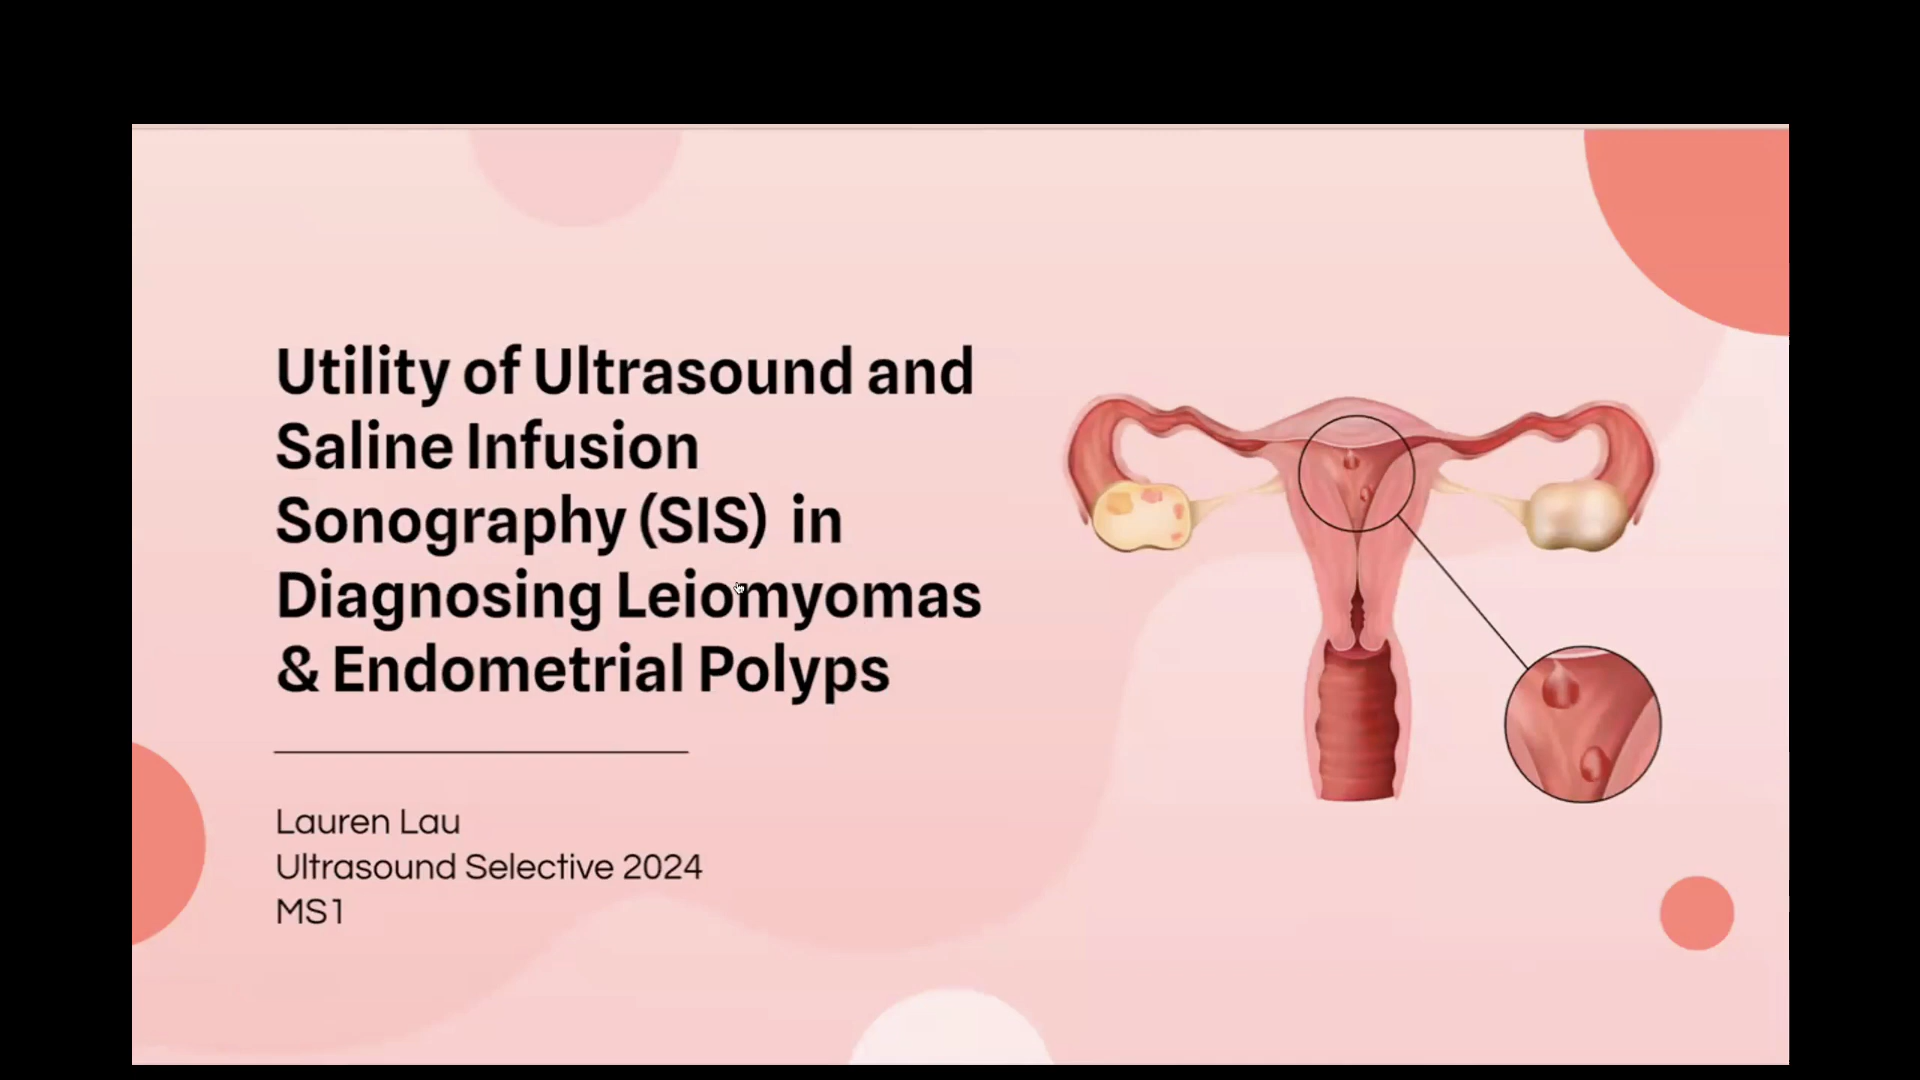 Utility of Ultrasound and
Saline Infusion
Sonography (SIS) in
Diagnosing Leiomyomas
& Endometrial Polyps
Lauren Lau
Ultrasound Selective 2024
MS1